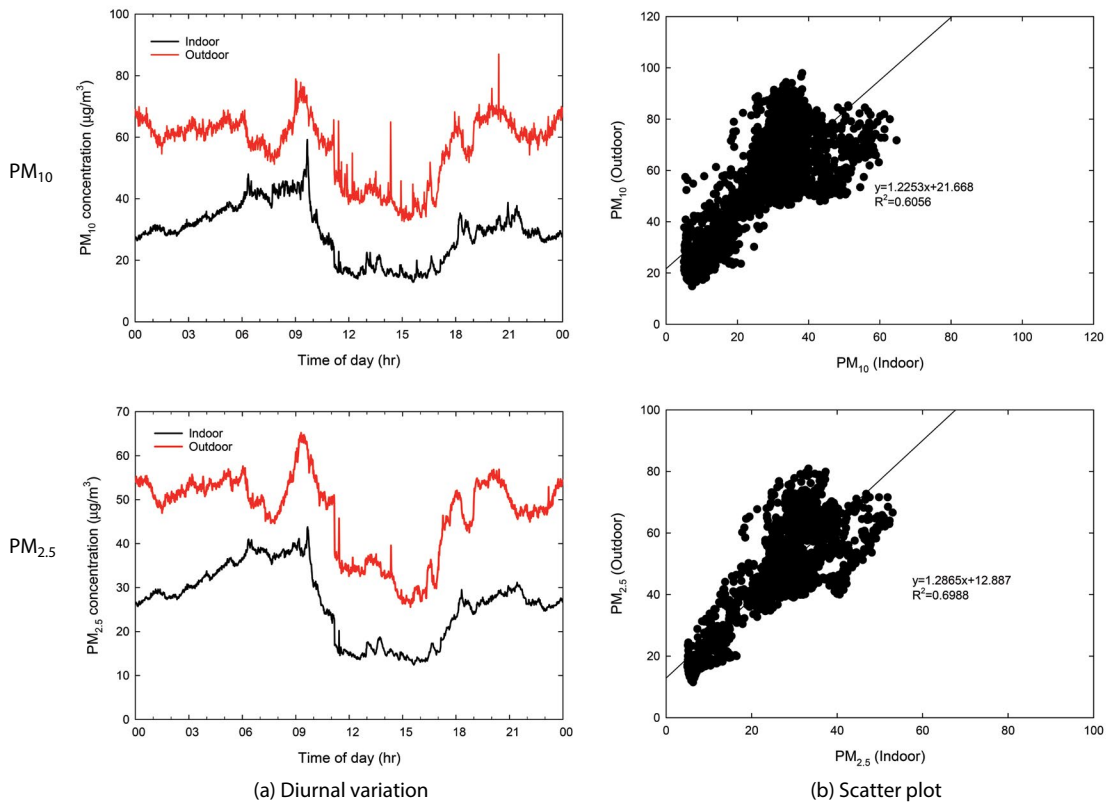 PM10
PM10 concentration (µg/m3)
100
80
60
40
20
0
Indoor
Outdoor
00 03 06 09 12 15 18 21 00
Time of day (hr)
PM10 (Outdoor)
120
100
80
60
40
20
0
y=1.2253x+21.668
R2=0.6056
0 20 40 60 80 100 120
PM10 (Indoor)
PM2.5
PM2.5 concentration (µg/m3)
70
60
50
40
30
20
10
0
Indoor
Outdoor
00 03 06 09 12 15 18 21 00
Time of day (hr)
PM2.5 (Outdoor)
100
80
60
40
20
0
y=1.2865x+12.887
R2=0.6988
0 20 40 60 80 100
PM2.5 (Indoor)
(a) Diurnal variation
(b) Scatter plot